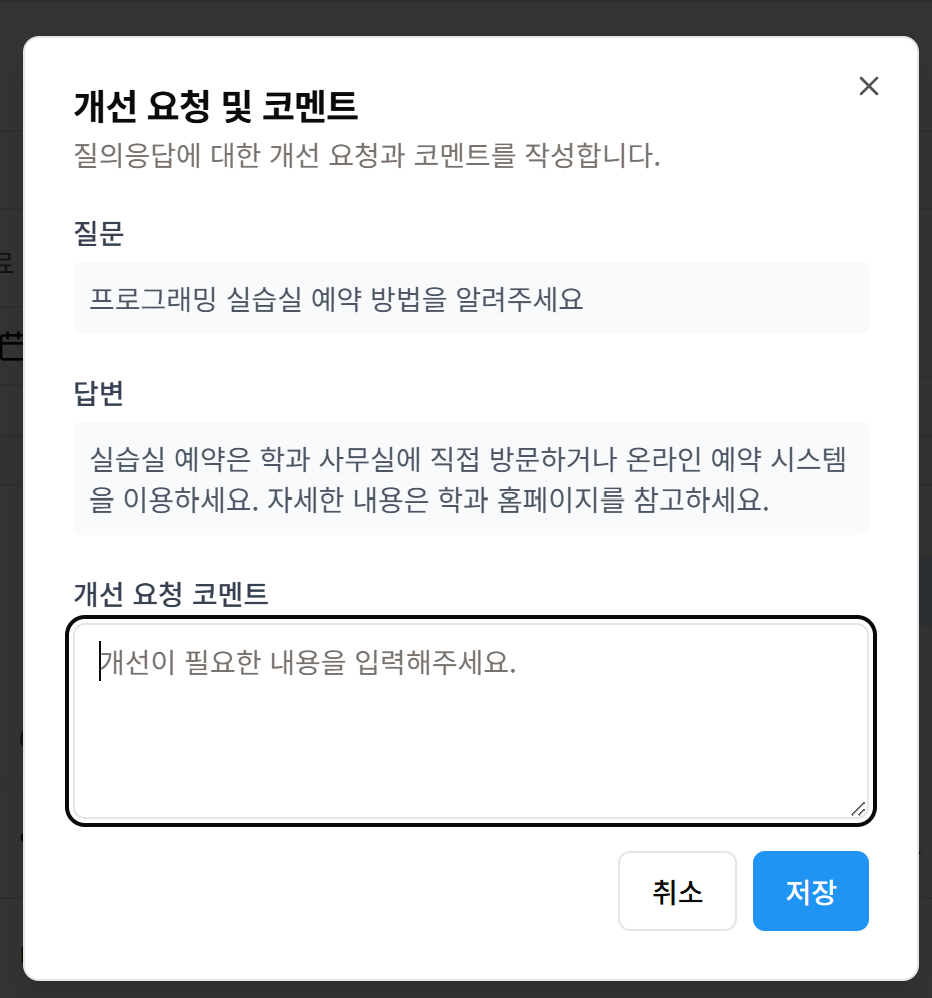 개선 요청 및 코멘트
질의응답에 대한 개선 요청과 코멘트를 작성합니다.
질문
프로그래밍 실습실 예약 방법을 알려주세요
답변
실습실 예약은 학과 사무실에 직접 방문하거나 온라인 예약 시스템
을 이용하세요. 자세한 내용은 학과 홈페이지를 참고하세요.
개선 요청 코멘트
개선이 필요한 내용을 입력해주세요.
취소
저장